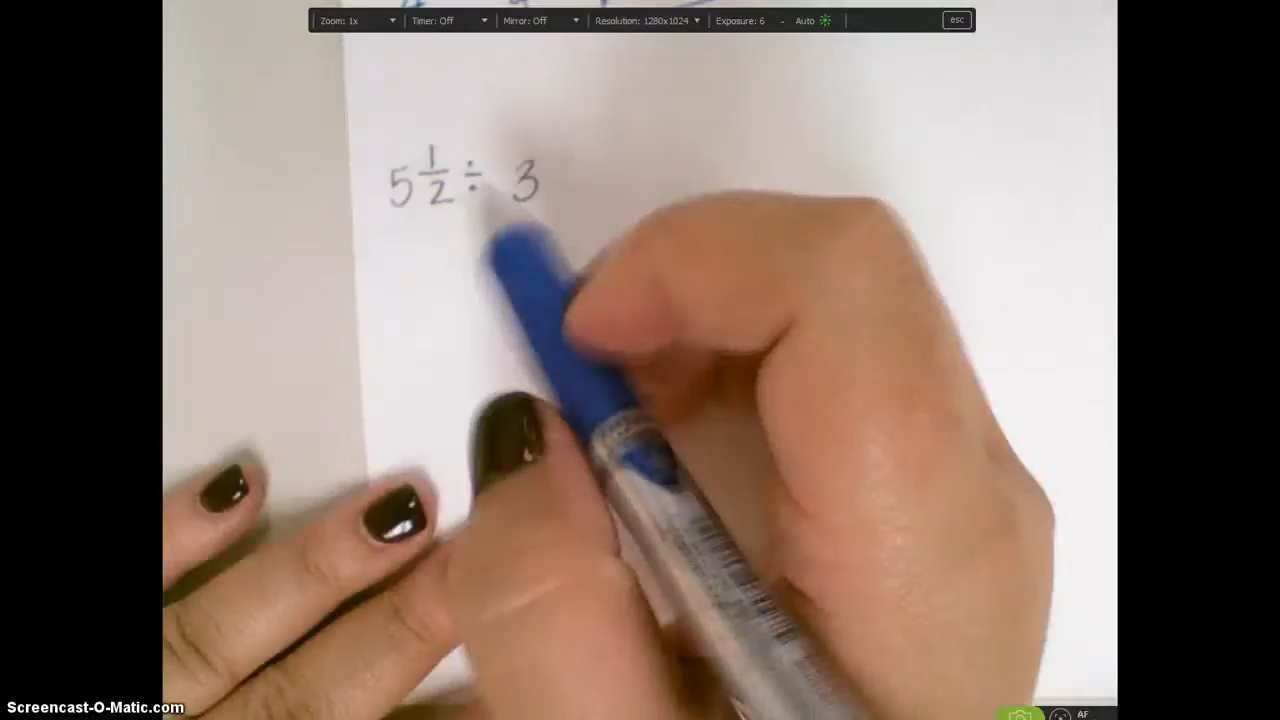 Zoom: 1x Timer: Off Mirror: Off Resolution: 1280x1024 Exposure: 6 - Auto esc
5 1/2 ÷ 3
Screencast-O-Matic.com
AF